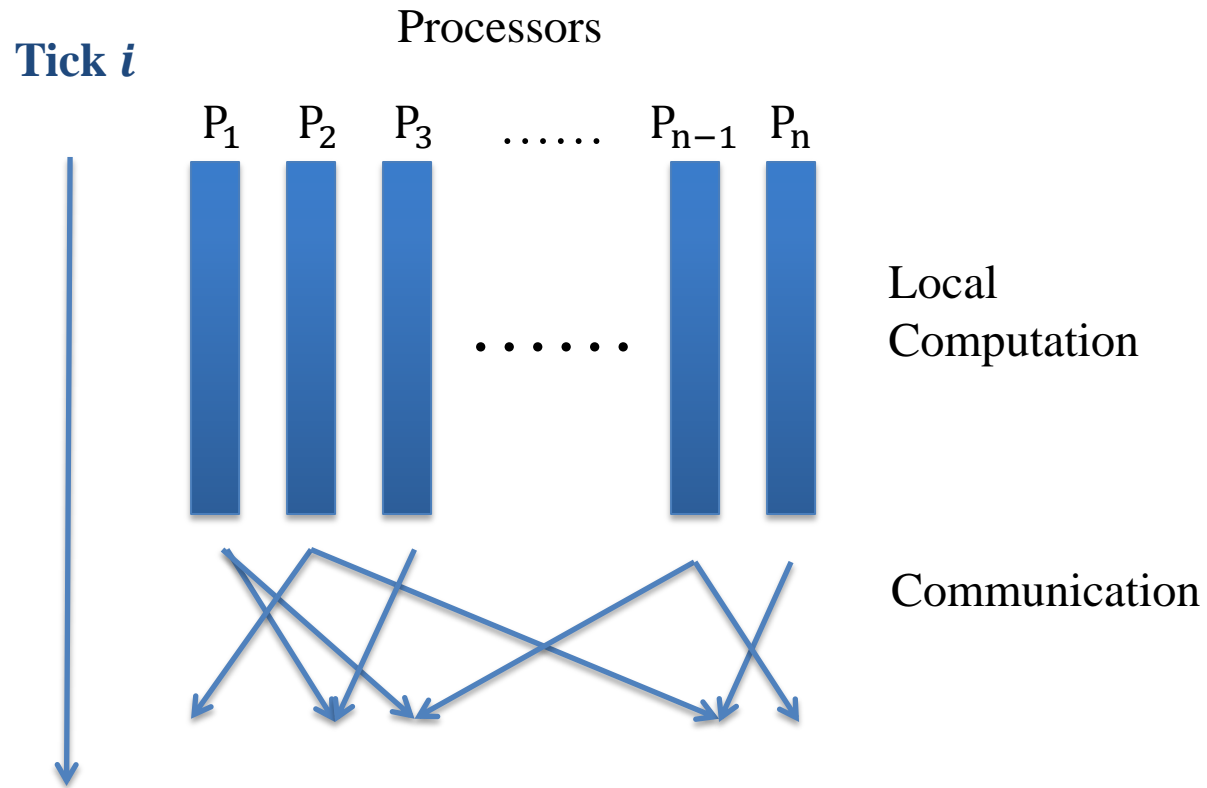 Processors
Tick i
P₁ P₂ P₃ ...... Pₙ₋₁ Pₙ
Local
Computation
......
Communication